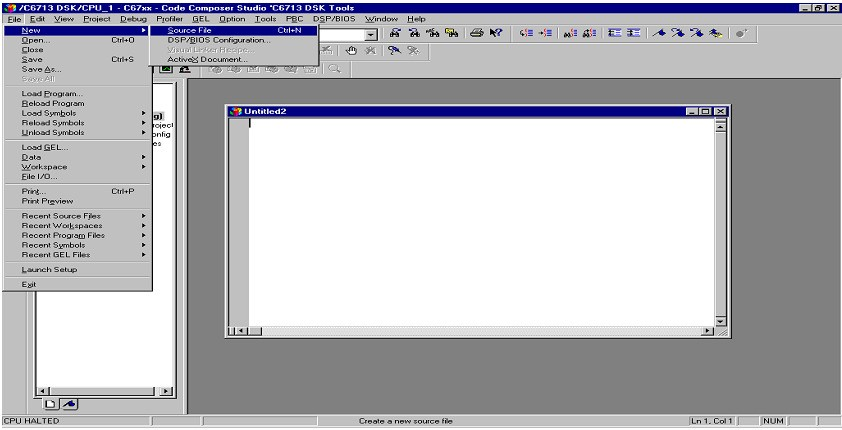 /C6713 DSK/CPU_1 - C67xx - Code Composer Studio 'C6713 DSK Tools
File Edit View Project Debug Profiler GEL Option Tools PBC DSP/BIOS Window Help
New
Open... Ctrl+O
Close
Save Ctrl+S
Save As...
Save All
Load Program...
Reload Program
Load Symbols
Reload Symbols
Unload Symbols
Load GEL...
Data
Workspace
File I/O...
Print... Ctrl+P
Print Preview
Recent Source Files
Recent Workspaces
Recent Program Files
Recent Symbols
Recent GEL Files
Launch Setup
Exit
Source File Ctrl+N
DSP/BIOS Configuration...
Visual Linker Recipe...
ActiveX Document...
g)
roject
onfig
es
Untitled2
CPU HALTED
Create a new source file
Ln 1, Col 1
NUM